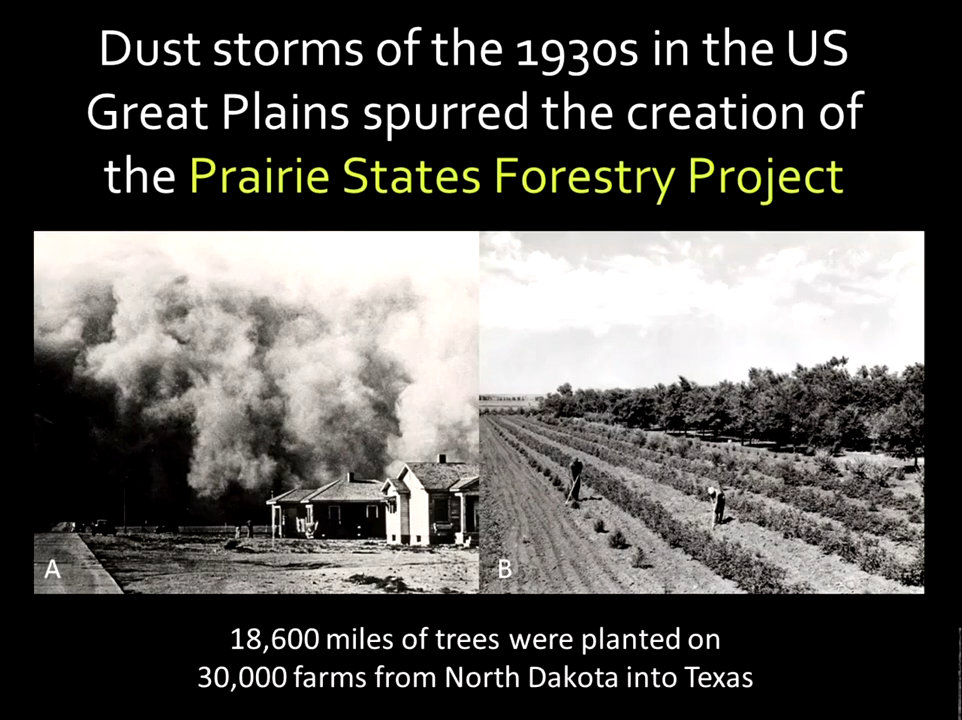 Dust storms of the 1930s in the US
Great Plains spurred the creation of
the Prairie States Forestry Project
A
B
18,600 miles of trees were planted on
30,000 farms from North Dakota into Texas